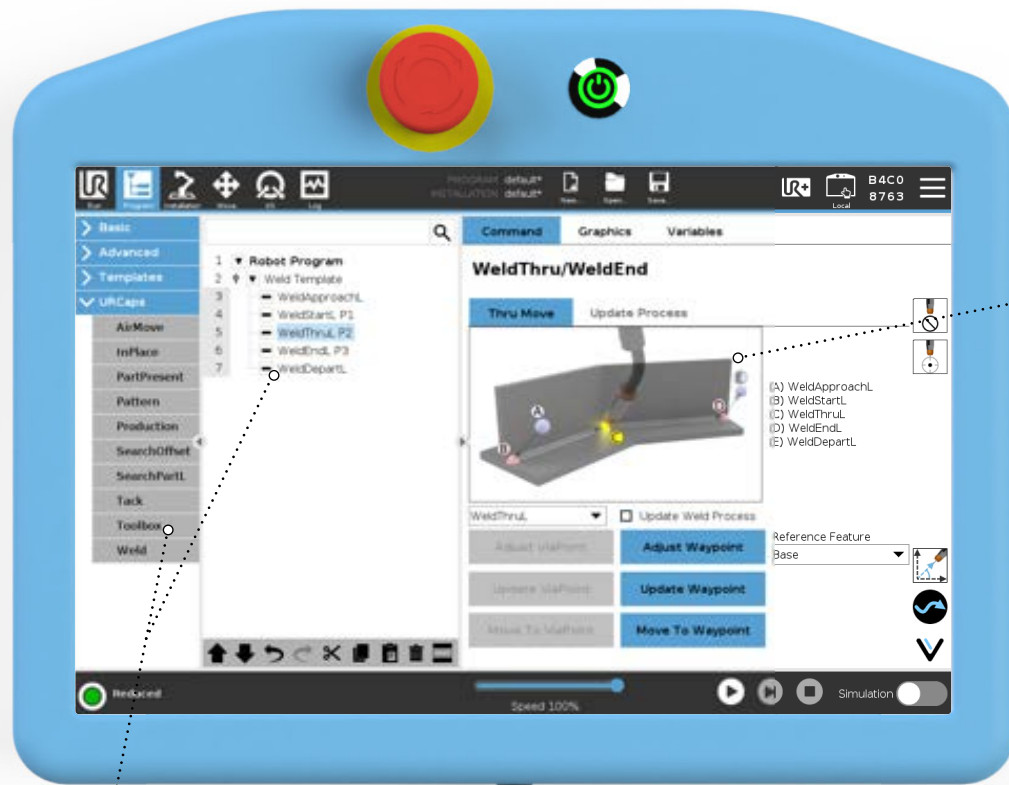 UR
UR+
B4C0
8763
Run
Program
Installation
Move
I/O
Log
PROGRAM default*
INSTALLATION default*
New...
Open...
Save...
Local
Basic
Advanced
Templates
URCaps
AirMove
InPlace
PartPresent
Pattern
Production
SearchOffset
SearchPartL
Tack
Toolbox
Weld
1 Robot Program
2 Weld Template
3 WeldApproachL
4 WeldStartL P1
5 WeldThruL P2
6 WeldEndL P3
7 WeldDepartL
Command Graphics Variables
WeldThru/WeldEnd
Thru Move Update Process
A
B
D
(A) WeldApproachL
(B) WeldStartL
(C) WeldThruL
(D) WeldEndL
(E) WeldDepartL
WeldThruL Update Weld Process
Adjust ViaPoint Adjust Waypoint
Update ViaPoint Update Waypoint
Move To ViaPoint Move To Waypoint
Reference Feature
Base
Reduced
Speed 100%
Simulation